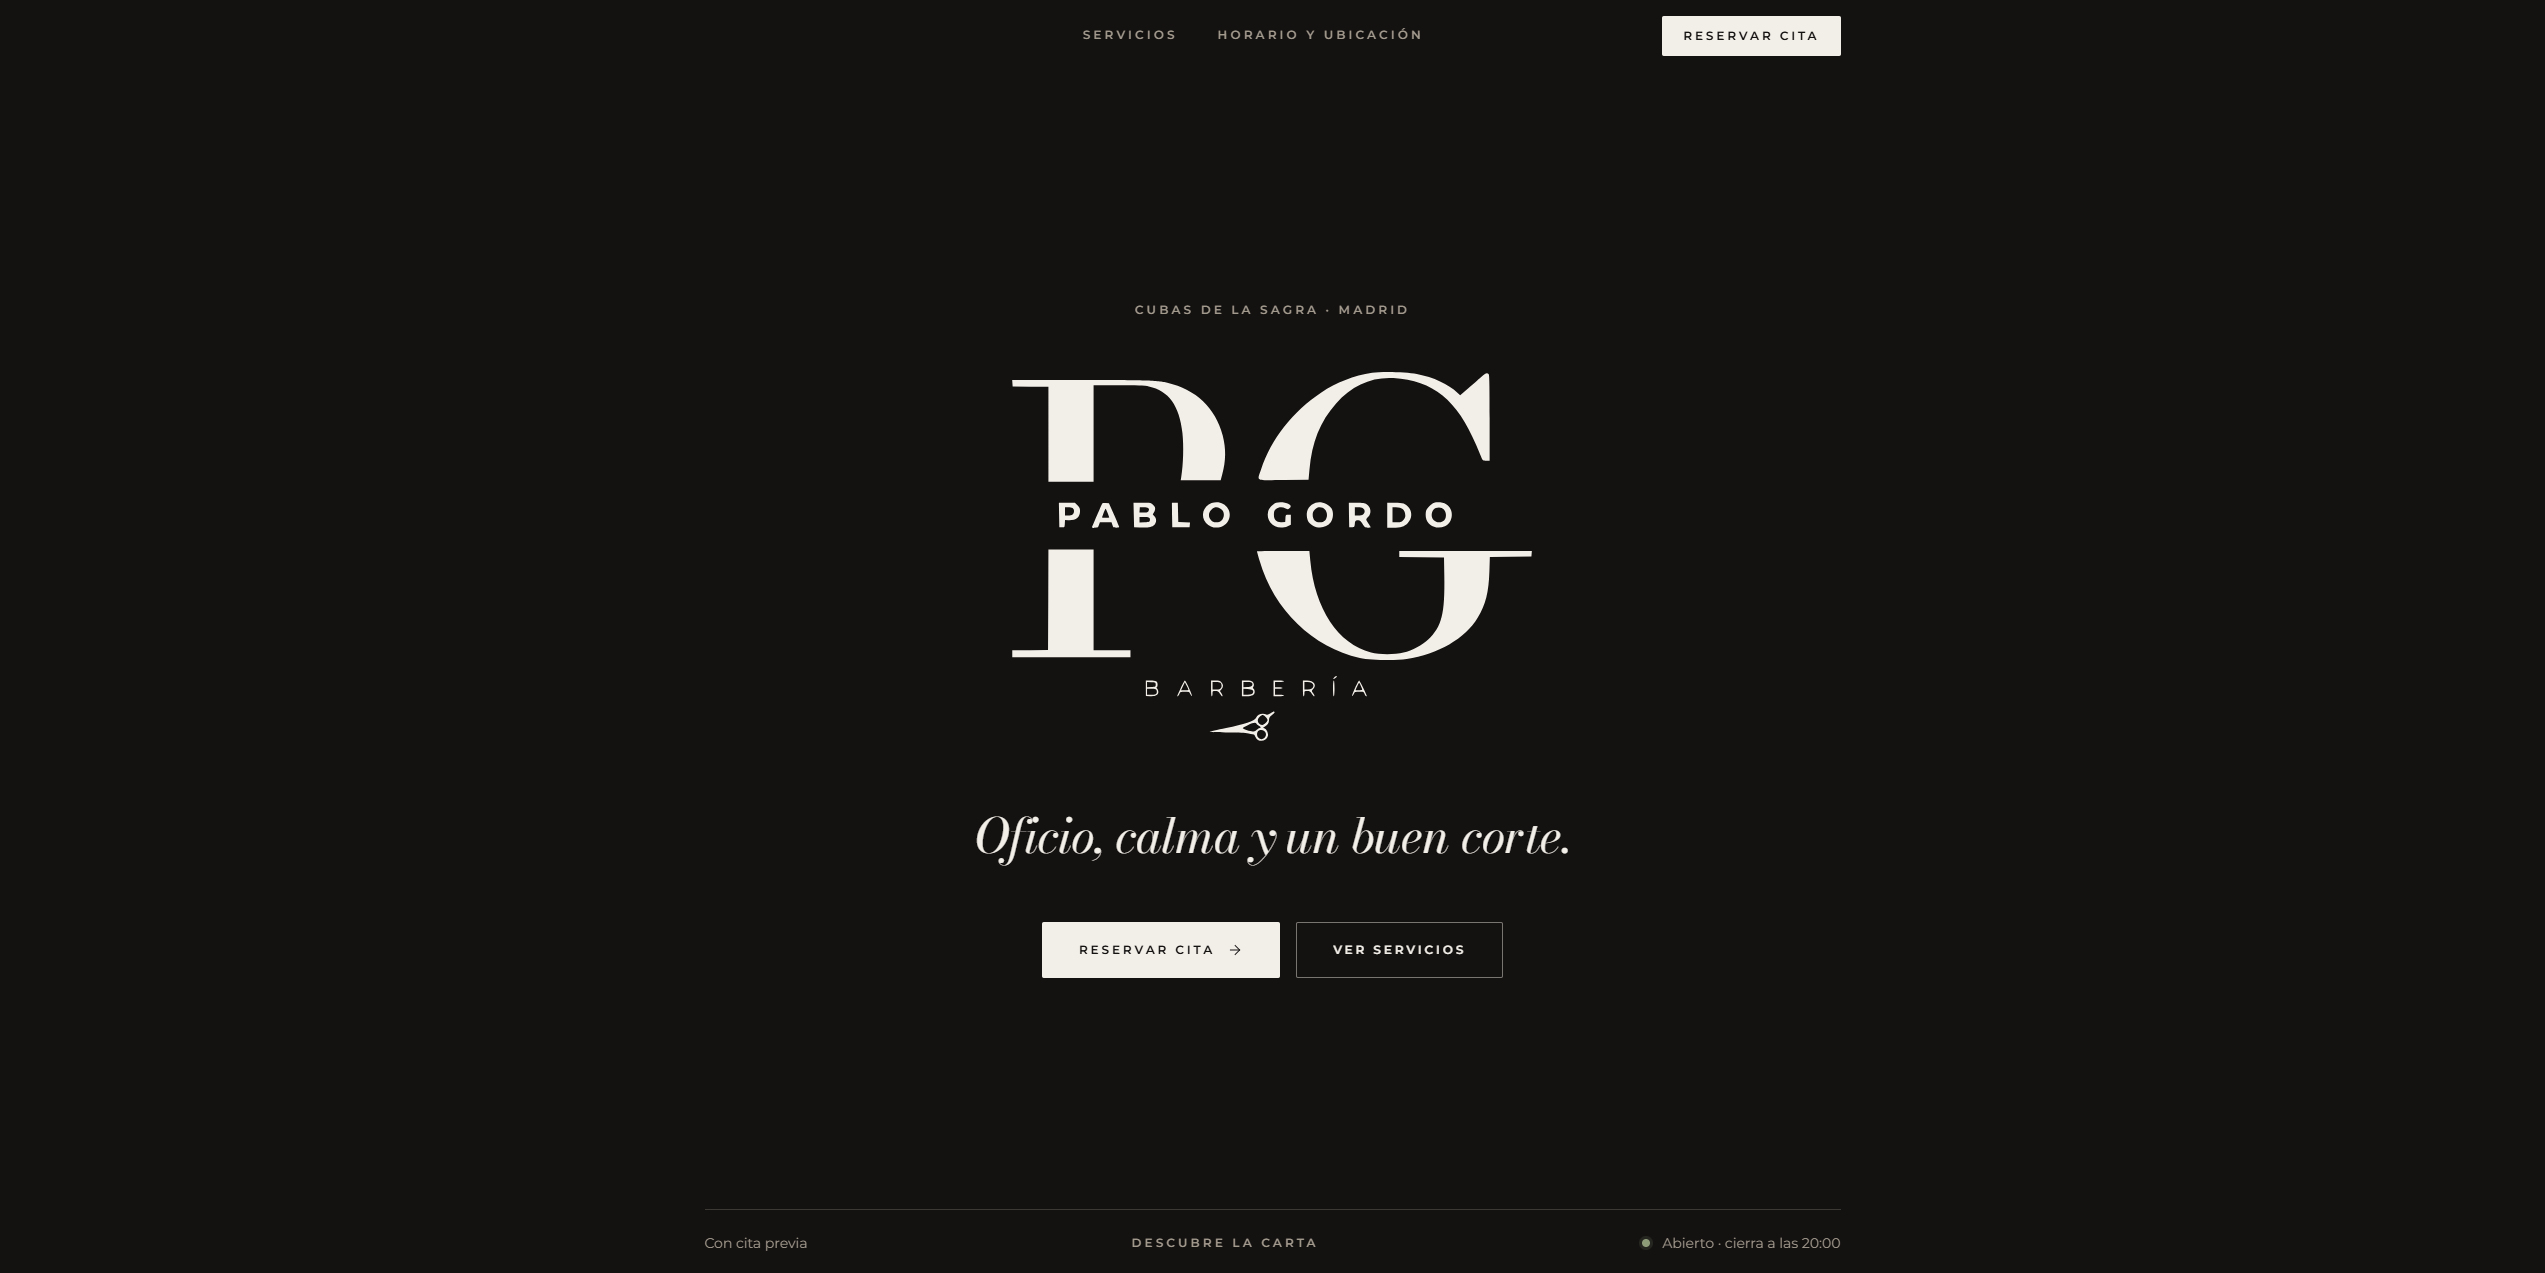 SERVICIOS HORARIO Y UBICACIÓN RESERVAR CITA
CUBAS DE LA SAGRA · MADRID
PG
PABLO GORDO
BARBERÍA
Oficio, calma y un buen corte.
RESERVAR CITA → VER SERVICIOS
Con cita previa DESCUBRE LA CARTA Abierto · cierra a las 20:00